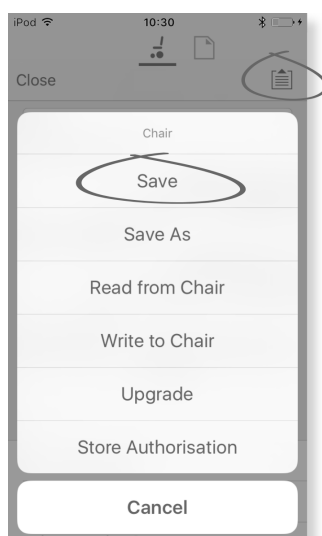 iPod 10:30
Close
Chair
Save
Save As
Read from Chair
Write to Chair
Upgrade
Store Authorisation
Cancel